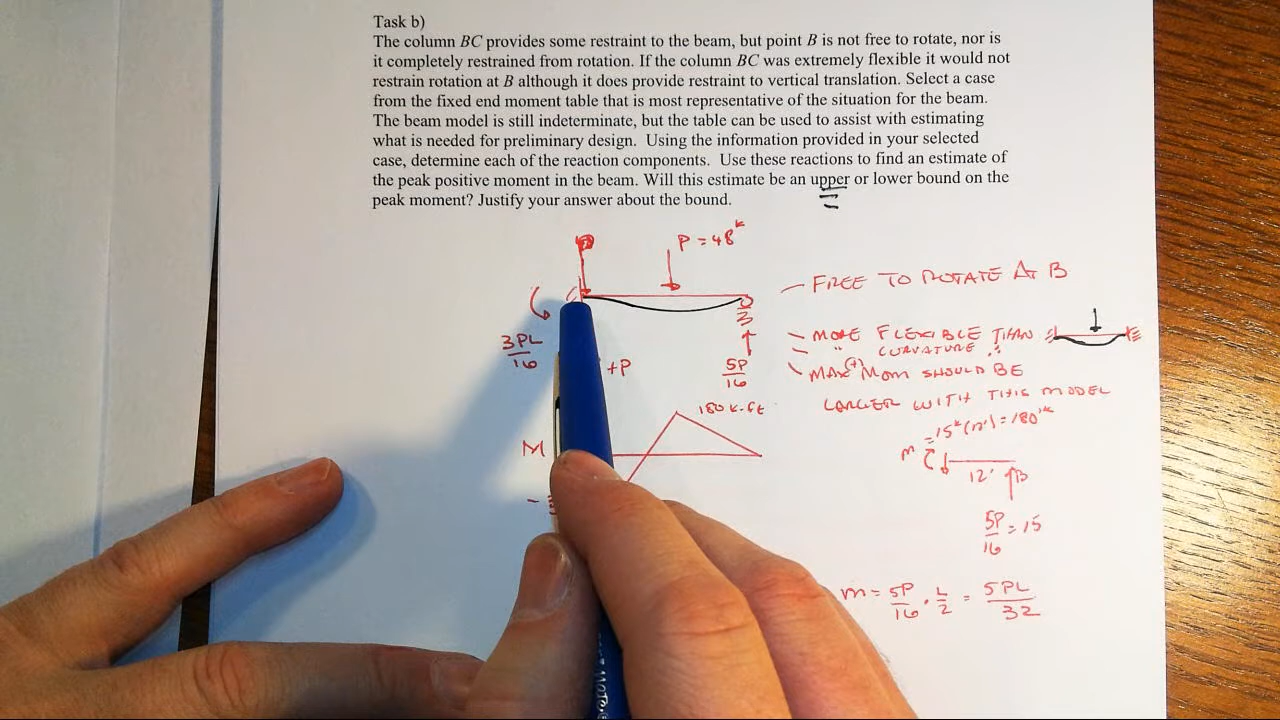 Task b)
The column BC provides some restraint to the beam, but point B is not free to rotate, nor is
it completely restrained from rotation. If the column BC was extremely flexible it would not
restrain rotation at B although it does provide restraint to vertical translation. Select a case
from the fixed end moment table that is most representative of the situation for the beam.
The beam model is still indeterminate, but the table can be used to assist with estimating
what is needed for preliminary design. Using the information provided in your selected
case, determine each of the reaction components. Use these reactions to find an estimate of
the peak positive moment in the beam. Will this estimate be an upper or lower bound on the
peak moment? Justify your answer about the bound.
P = 48 k
- FREE TO ROTATE AT B
- MORE FLEXIBLE THAN
" CURVATURE "
MAX (+) MOM SHOULD BE
LARGER WITH THIS MODEL
3PL/16
+P
5P/16
180 k-ft
M
M = 15k(12') = 180 'k
12' B
5P/16 = 15
M = 5P/16 · L/2 = 5PL/32